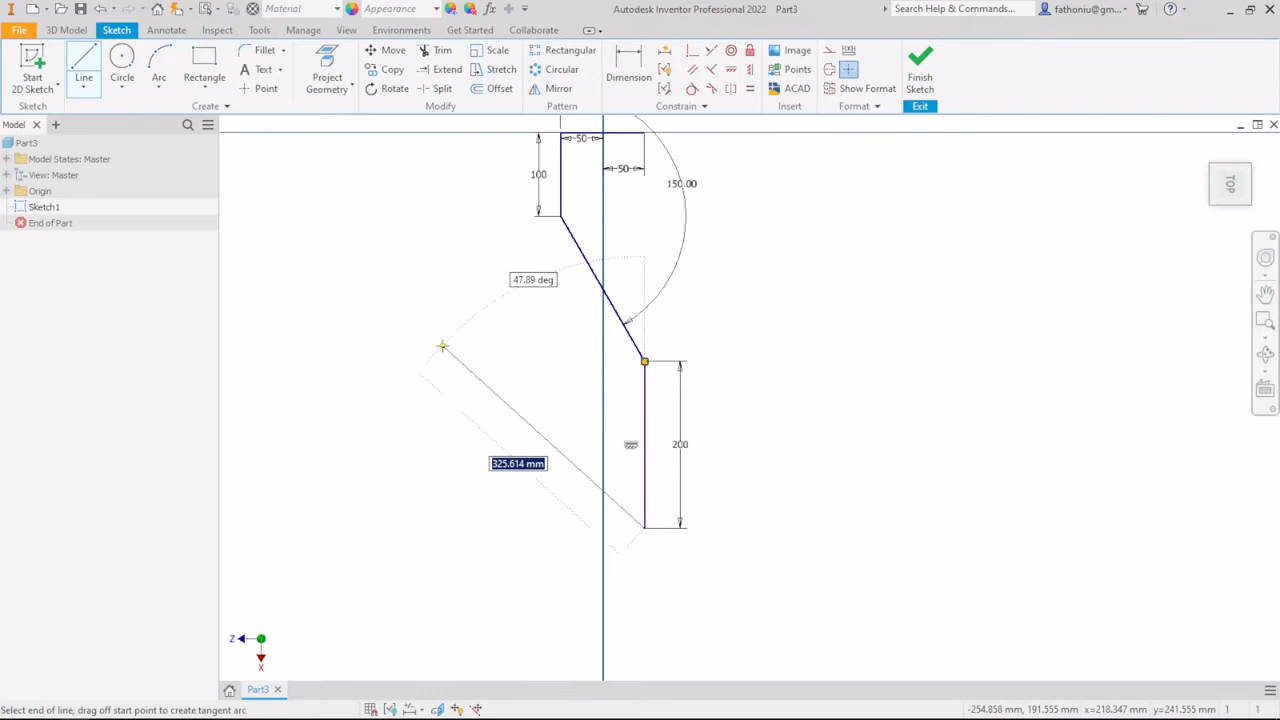 Material
Appearance
Autodesk Inventor Professional 2022 Part3
Search Help & Commands...
fathoniu@gm...
File
3D Model
Sketch
Annotate
Inspect
Tools
Manage
View
Environments
Get Started
Collaborate
Start
2D Sketch
Line
Circle
Arc
Rectangle
Fillet
Text
Point
Project
Geometry
Move
Copy
Rotate
Trim
Extend
Split
Scale
Stretch
Offset
Rectangular
Circular
Mirror
Dimension
Image
Points
ACAD
Show Format
Finish
Sketch
Sketch
Create
Modify
Pattern
Constrain
Insert
Format
Exit
Model
Part3
Model States: Master
View: Master
Origin
Sketch1
End of Part
50
50
100
150.00
TOP
47.89 deg
200
325.614 mm
Z
X
Part3
Select end of line, drag off start point to create tangent arc
-254.858 mm, 191.555 mm
x=218.347 mm
y=241.555 mm
1
1